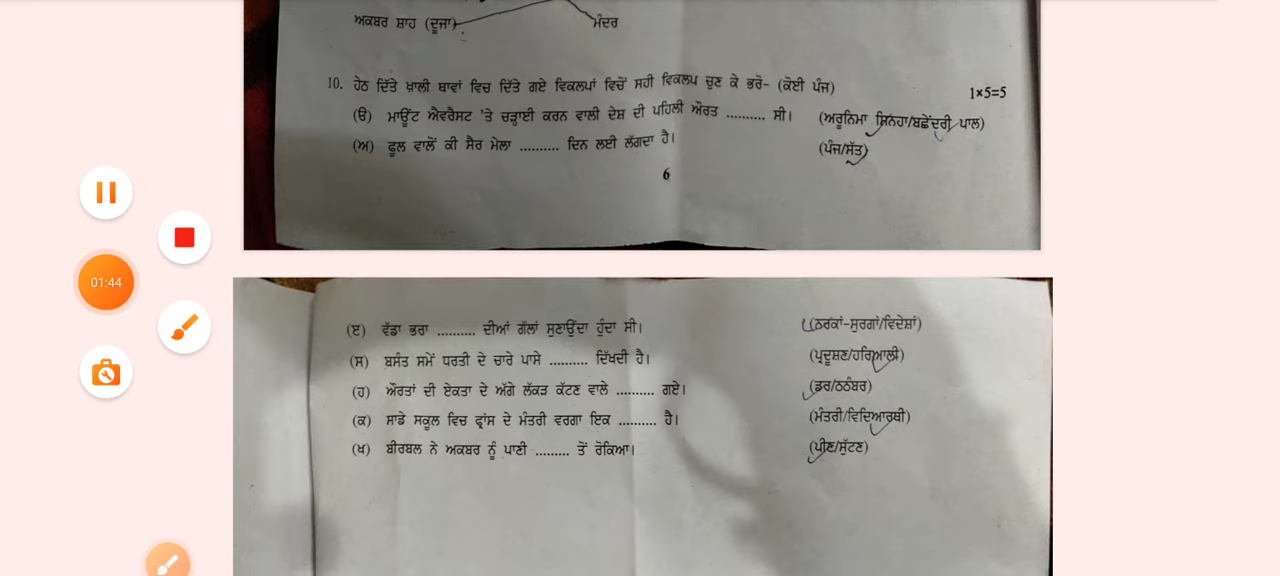 ਅਕਬਰ ਸ਼ਾਹ (ਦੂਜਾ) ਮੰਦਰ
10. ਹੇਠ ਦਿੱਤੇ ਖ਼ਾਲੀ ਥਾਵਾਂ ਵਿਚ ਦਿੱਤੇ ਗਏ ਵਿਕਲਪਾਂ ਵਿਚੋਂ ਸਹੀ ਵਿਕਲਪ ਚੁਣ ਕੇ ਭਰੋ- (ਕੋਈ ਪੰਜ) 1×5=5
(ੳ) ਮਾਊਂਟ ਐਵਰੈਸਟ 'ਤੇ ਚੜ੍ਹਾਈ ਕਰਨ ਵਾਲੀ ਦੇਸ਼ ਦੀ ਪਹਿਲੀ ਔਰਤ .......... ਸੀ। (ਅਰੂਨਿਮਾ ਸਿਨਹਾ/ਬਛੇਂਦਰੀ ਪਾਲ)
(ਅ) ਫੂਲ ਵਾਲੋਂ ਕੀ ਸੈਰ ਮੇਲਾ .......... ਦਿਨ ਲਈ ਲੱਗਦਾ ਹੈ। (ਪੰਜ/ਸੱਤ)
6
01:44
(ੲ) ਵੱਡਾ ਭਰਾ .......... ਦੀਆਂ ਗੱਲਾਂ ਸੁਣਾਉਂਦਾ ਹੁੰਦਾ ਸੀ। (ਨਰਕਾਂ-ਸੁਰਗਾਂ/ਵਿਦੇਸ਼ਾਂ)
(ਸ) ਬਸੰਤ ਸਮੇਂ ਧਰਤੀ ਦੇ ਚਾਰੇ ਪਾਸੇ .......... ਦਿੱਖਦੀ ਹੈ। (ਪ੍ਰਦੂਸ਼ਣ/ਹਰਿਆਲੀ)
(ਹ) ਔਰਤਾਂ ਦੀ ਏਕਤਾ ਦੇ ਅੱਗੇ ਲੱਕੜ ਕੱਟਣ ਵਾਲੇ .......... ਗਏ। (ਡਰ/ਠਠੰਬਰ)
(ਕ) ਸਾਡੇ ਸਕੂਲ ਵਿਚ ਫ੍ਰਾਂਸ ਦੇ ਮੰਤਰੀ ਵਰਗਾ ਇਕ .......... ਹੈ। (ਮੰਤਰੀ/ਵਿਦਿਆਰਥੀ)
(ਖ) ਬੀਰਬਲ ਨੇ ਅਕਬਰ ਨੂੰ ਪਾਣੀ ......... ਤੋਂ ਰੋਕਿਆ। (ਪੀਣ/ਸੁੱਟਣ)